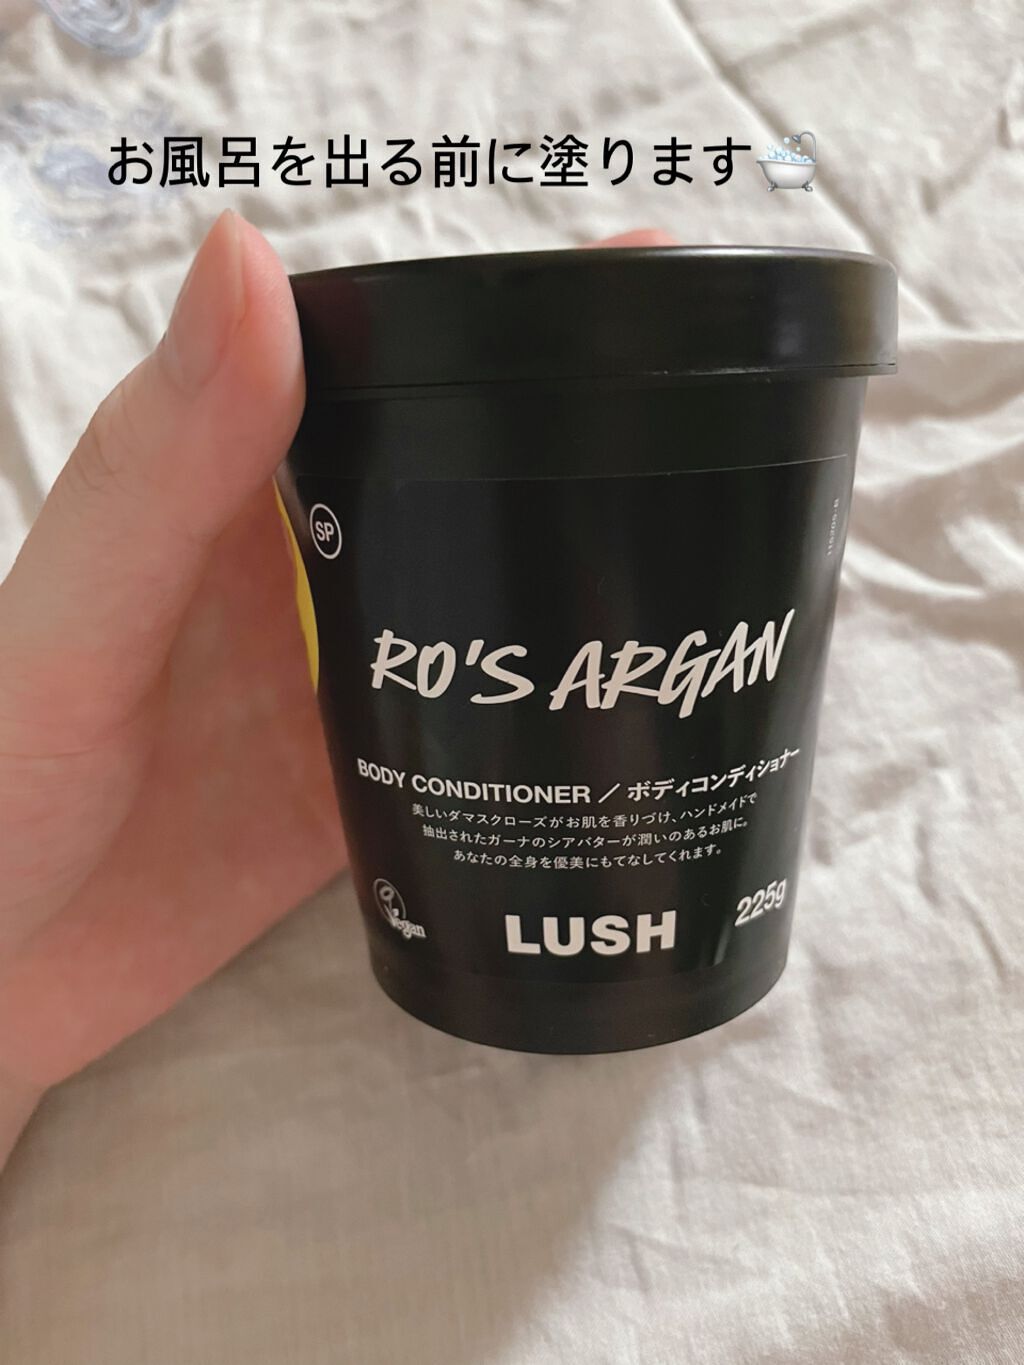 お風呂を出る前に塗ります🛁
SP
RO'S ARGAN
BODY CONDITIONER / ボディコンディショナー
美しいダマスクローズがお肌を香りづけ、ハンドメイドで
抽出されたガーナのシアバターが潤いのあるお肌に。
あなたの全身を優美にもてなしてくれます。
Vegan
LUSH
225g